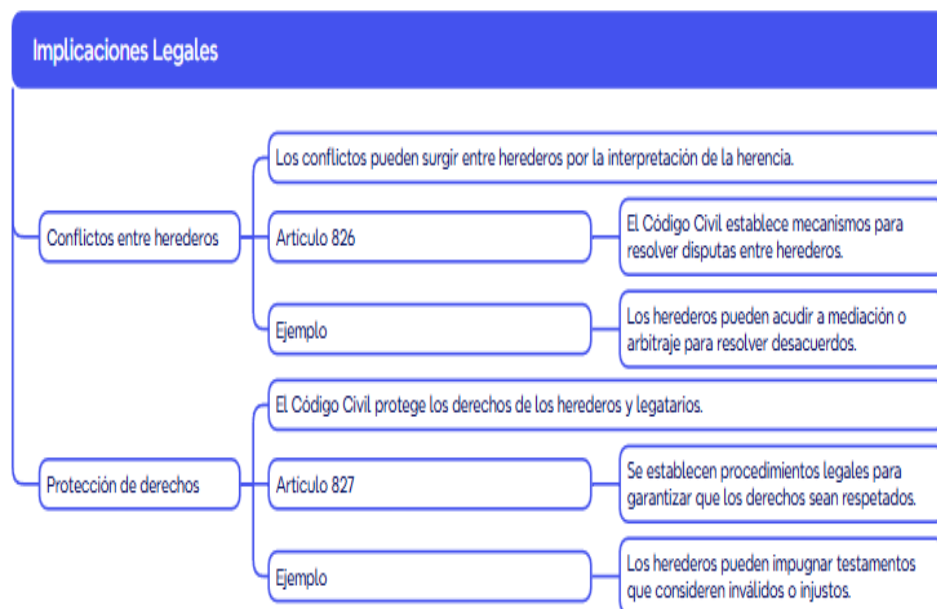 Implicaciones Legales
Conflictos entre herederos
Los conflictos pueden surgir entre herederos por la interpretación de la herencia.
Artículo 826
El Código Civil establece mecanismos para
resolver disputas entre herederos.
Ejemplo
Los herederos pueden acudir a mediación o
arbitraje para resolver desacuerdos.
Protección de derechos
El Código Civil protege los derechos de los herederos y legatarios.
Artículo 827
Se establecen procedimientos legales para
garantizar que los derechos sean respetados.
Ejemplo
Los herederos pueden impugnar testamentos
que consideren inválidos o injustos.